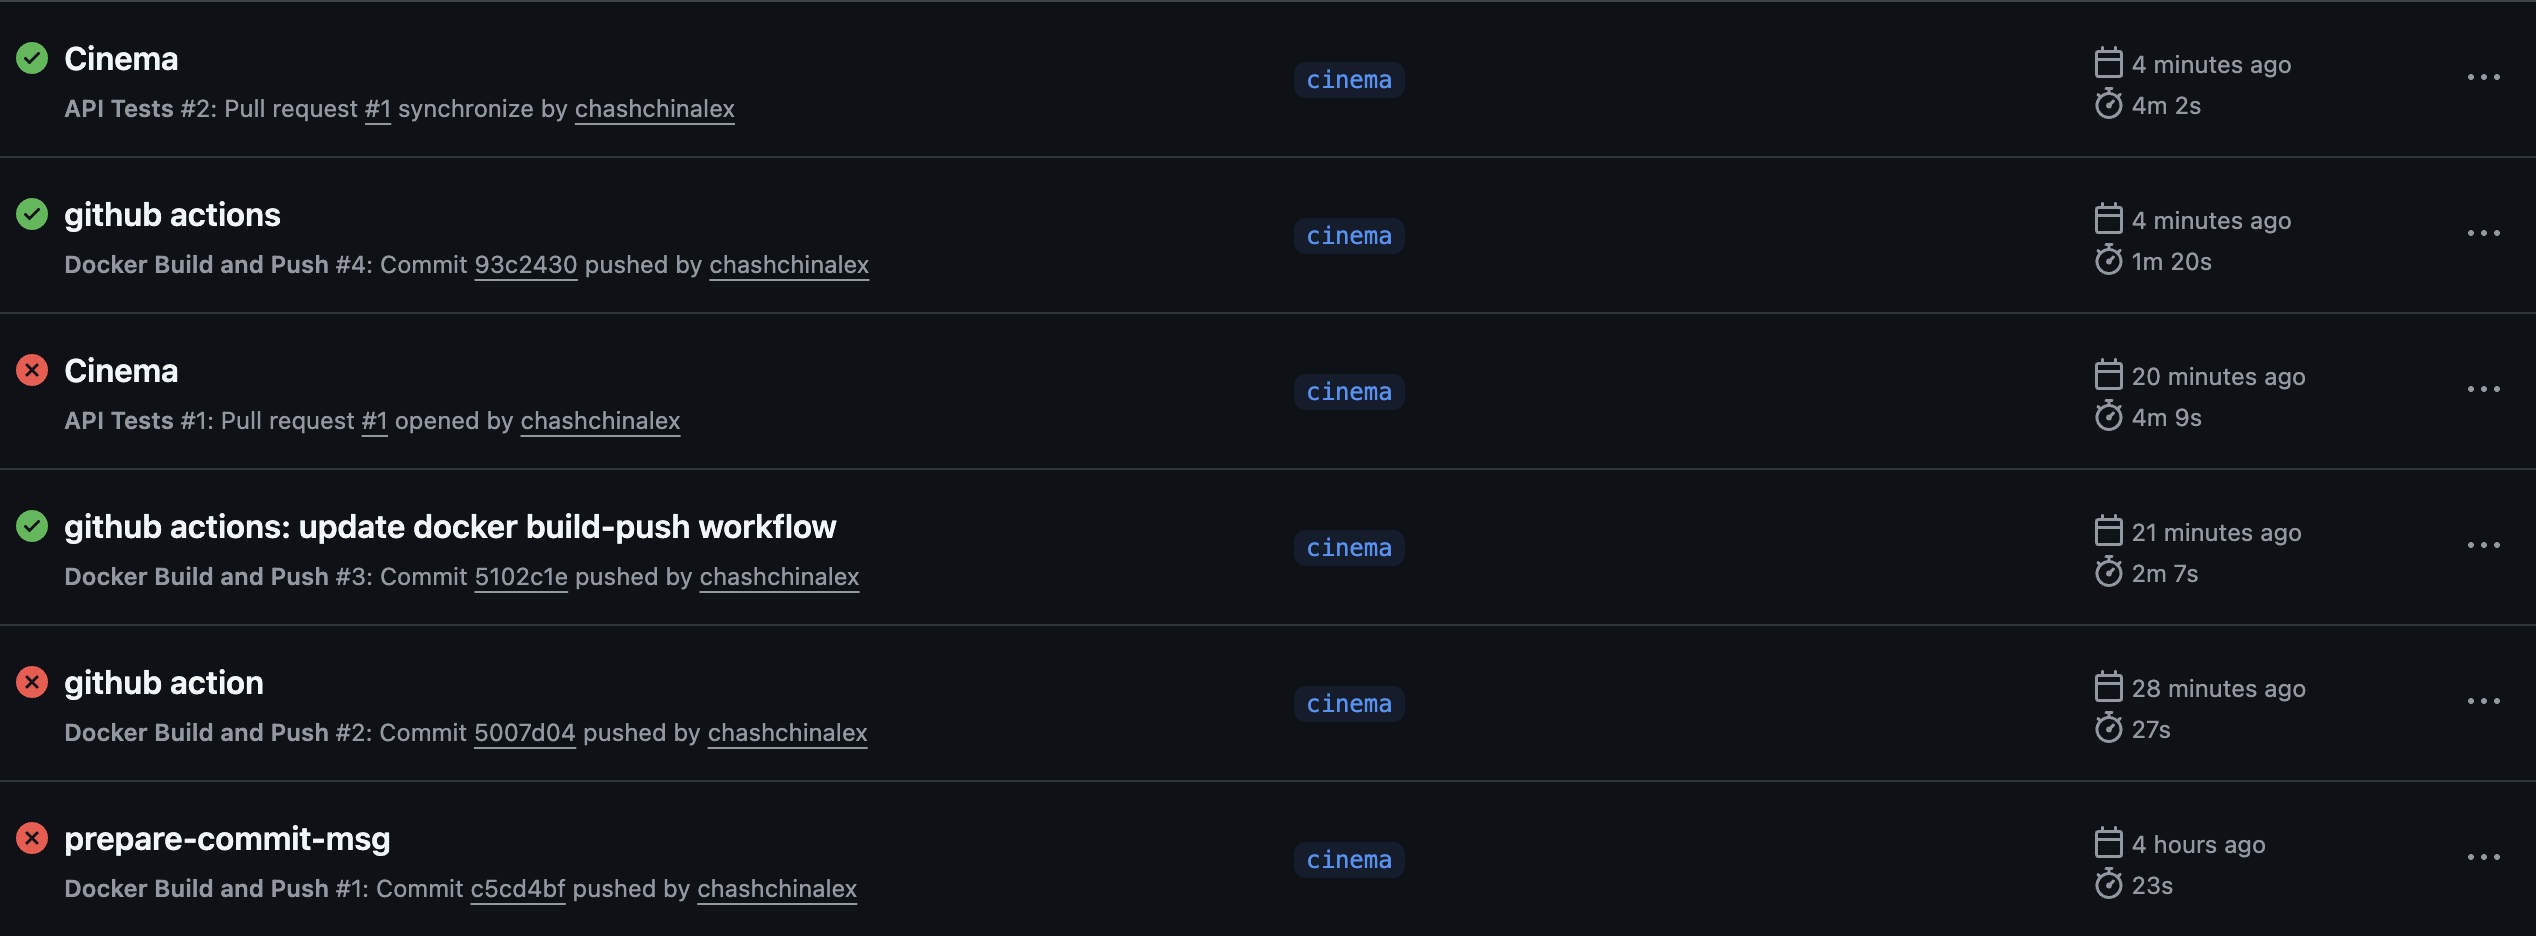 Cinema
API Tests #2: Pull request #1 synchronize by chashchinalex
cinema
4 minutes ago
4m 2s
github actions
Docker Build and Push #4: Commit 93c2430 pushed by chashchinalex
cinema
4 minutes ago
1m 20s
Cinema
API Tests #1: Pull request #1 opened by chashchinalex
cinema
20 minutes ago
4m 9s
github actions: update docker build-push workflow
Docker Build and Push #3: Commit 5102c1e pushed by chashchinalex
cinema
21 minutes ago
2m 7s
github action
Docker Build and Push #2: Commit 5007d04 pushed by chashchinalex
cinema
28 minutes ago
27s
prepare-commit-msg
Docker Build and Push #1: Commit c5cd4bf pushed by chashchinalex
cinema
4 hours ago
23s